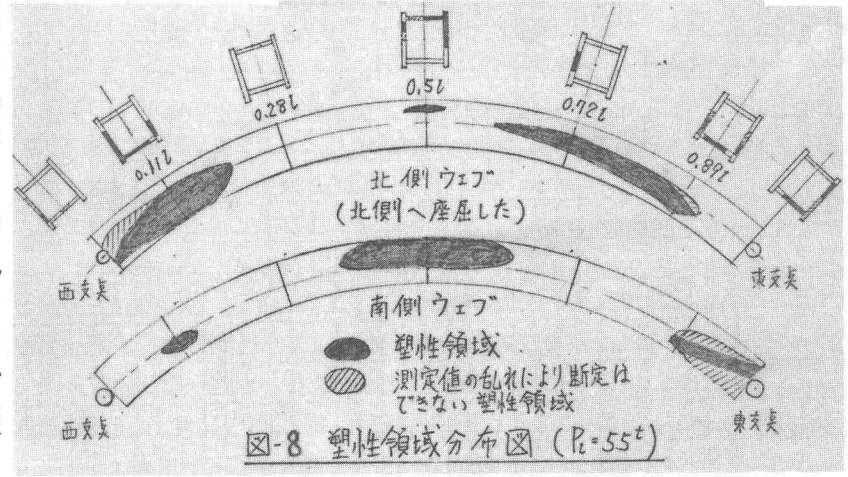 0.5l
0.28l
0.72l
0.11l
0.89l
北側ウェブ
(北側へ座屈した)
西支点
東支点
南側ウェブ
塑性領域
測定値の乱れにより断定は
できない塑性領域
西支点
東支点
図-8 塑性領域分布図 (Pl=55t)